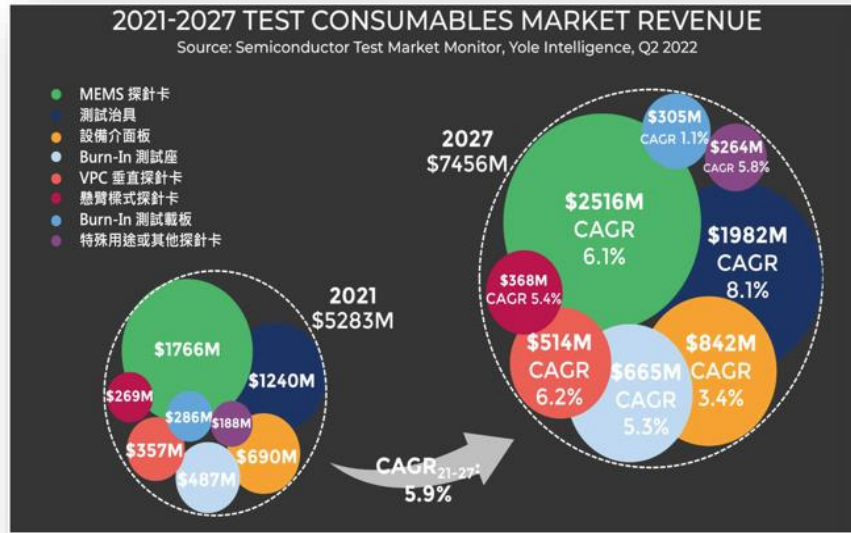 2021-2027 TEST CONSUMABLES MARKET REVENUE
Source: Semiconductor Test Market Monitor, Yole Intelligence, Q2 2022
MEMS 探針卡
測試治具
設備介面板
Burn-In 測試座
VPC 垂直探針卡
懸臂樑式探針卡
Burn-In 測試載板
特殊用途或其他探針卡
2021
$5283M
$1766M
$1240M
$269M
$286M
$188M
$357M
$690M
$487M
CAGR21-27:
5.9%
2027
$7456M
$305M
CAGR 1.1%
$264M
CAGR 5.8%
$2516M
CAGR
6.1%
$1982M
CAGR
8.1%
$368M
CAGR 5.4%
$514M
CAGR
6.2%
$665M
CAGR
5.3%
$842M
CAGR
3.4%